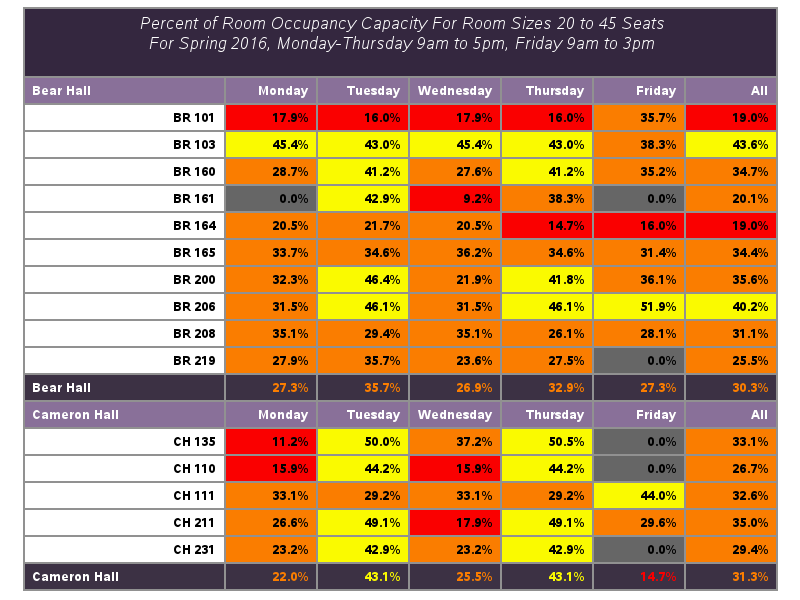 Percent of Room Occupancy Capacity For Room Sizes 20 to 45 Seats
For Spring 2016, Monday-Thursday 9am to 5pm, Friday 9am to 3pm
Bear Hall Monday Tuesday Wednesday Thursday Friday All
BR 101 17.9% 16.0% 17.9% 16.0% 35.7% 19.0%
BR 103 45.4% 43.0% 45.4% 43.0% 38.3% 43.6%
BR 160 28.7% 41.2% 27.6% 41.2% 35.2% 34.7%
BR 161 0.0% 42.9% 9.2% 38.3% 0.0% 20.1%
BR 164 20.5% 21.7% 20.5% 14.7% 16.0% 19.0%
BR 165 33.7% 34.6% 36.2% 34.6% 31.4% 34.4%
BR 200 32.3% 46.4% 21.9% 41.8% 36.1% 35.6%
BR 206 31.5% 46.1% 31.5% 46.1% 51.9% 40.2%
BR 208 35.1% 29.4% 35.1% 26.1% 28.1% 31.1%
BR 219 27.9% 35.7% 23.6% 27.5% 0.0% 25.5%
Bear Hall 27.3% 35.7% 26.9% 32.9% 27.3% 30.3%
Cameron Hall Monday Tuesday Wednesday Thursday Friday All
CH 135 11.2% 50.0% 37.2% 50.5% 0.0% 33.1%
CH 110 15.9% 44.2% 15.9% 44.2% 0.0% 26.7%
CH 111 33.1% 29.2% 33.1% 29.2% 44.0% 32.6%
CH 211 26.6% 49.1% 17.9% 49.1% 29.6% 35.0%
CH 231 23.2% 42.9% 23.2% 42.9% 0.0% 29.4%
Cameron Hall 22.0% 43.1% 25.5% 43.1% 14.7% 31.3%